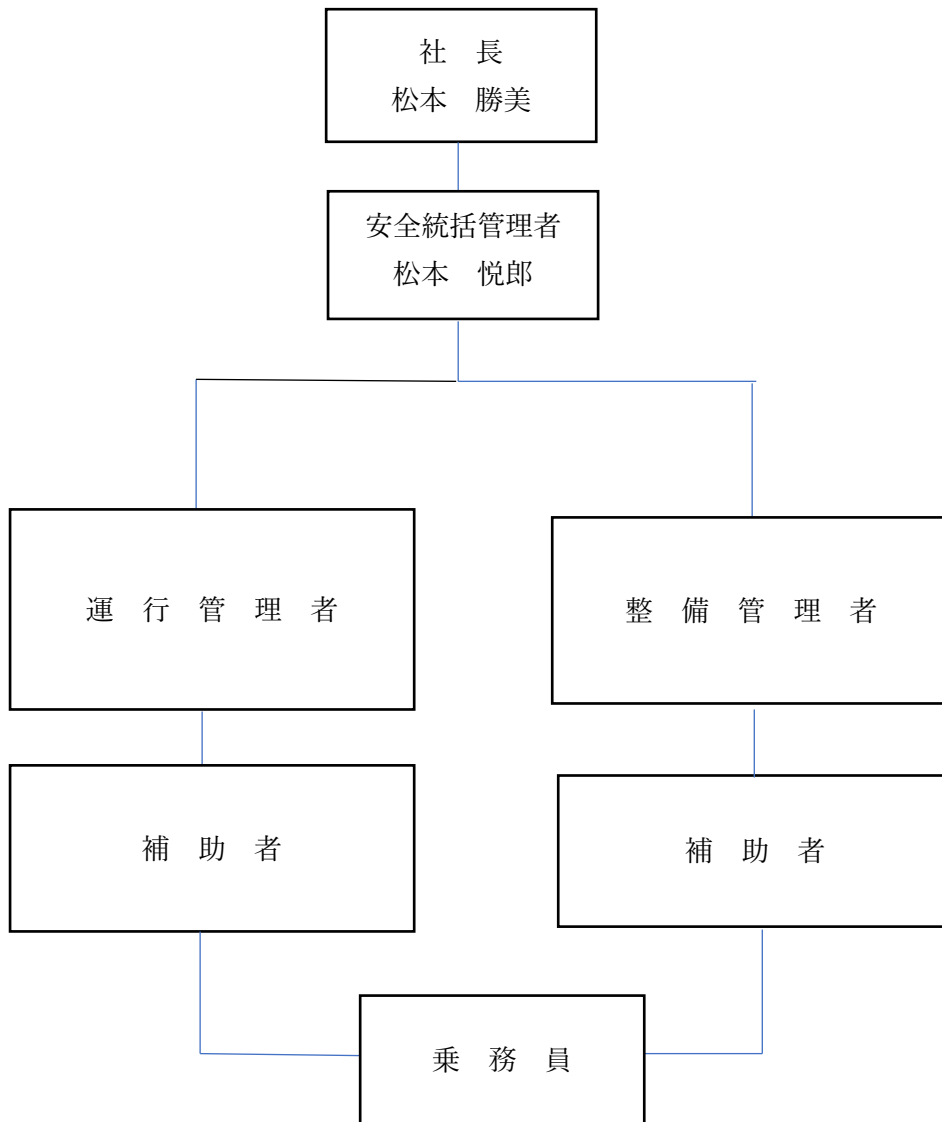 社　長
松本　勝美
安全統括管理者
松本　悦郎
運　行　管　理　者
整　備　管　理　者
補　助　者
補　助　者
乗　務　員